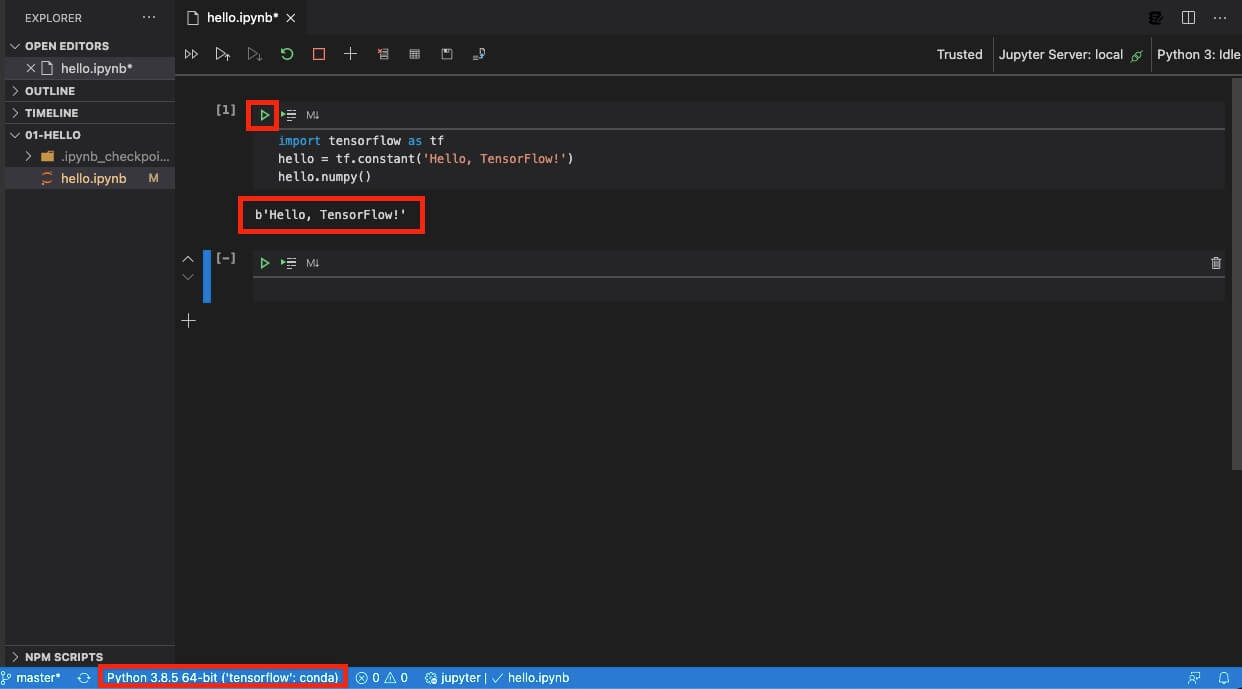 EXPLORER
OPEN EDITORS
hello.ipynb*
OUTLINE
TIMELINE
01-HELLO
.ipynb_checkpoi...
hello.ipynb M
NPM SCRIPTS
hello.ipynb*
Trusted Jupyter Server: local Python 3: Idle
[1]
M↓
import tensorflow as tf
hello = tf.constant('Hello, TensorFlow!')
hello.numpy()
b'Hello, TensorFlow!'
[-]
M↓
master* Python 3.8.5 64-bit ('tensorflow': conda) 0 0 jupyter | ✓ hello.ipynb